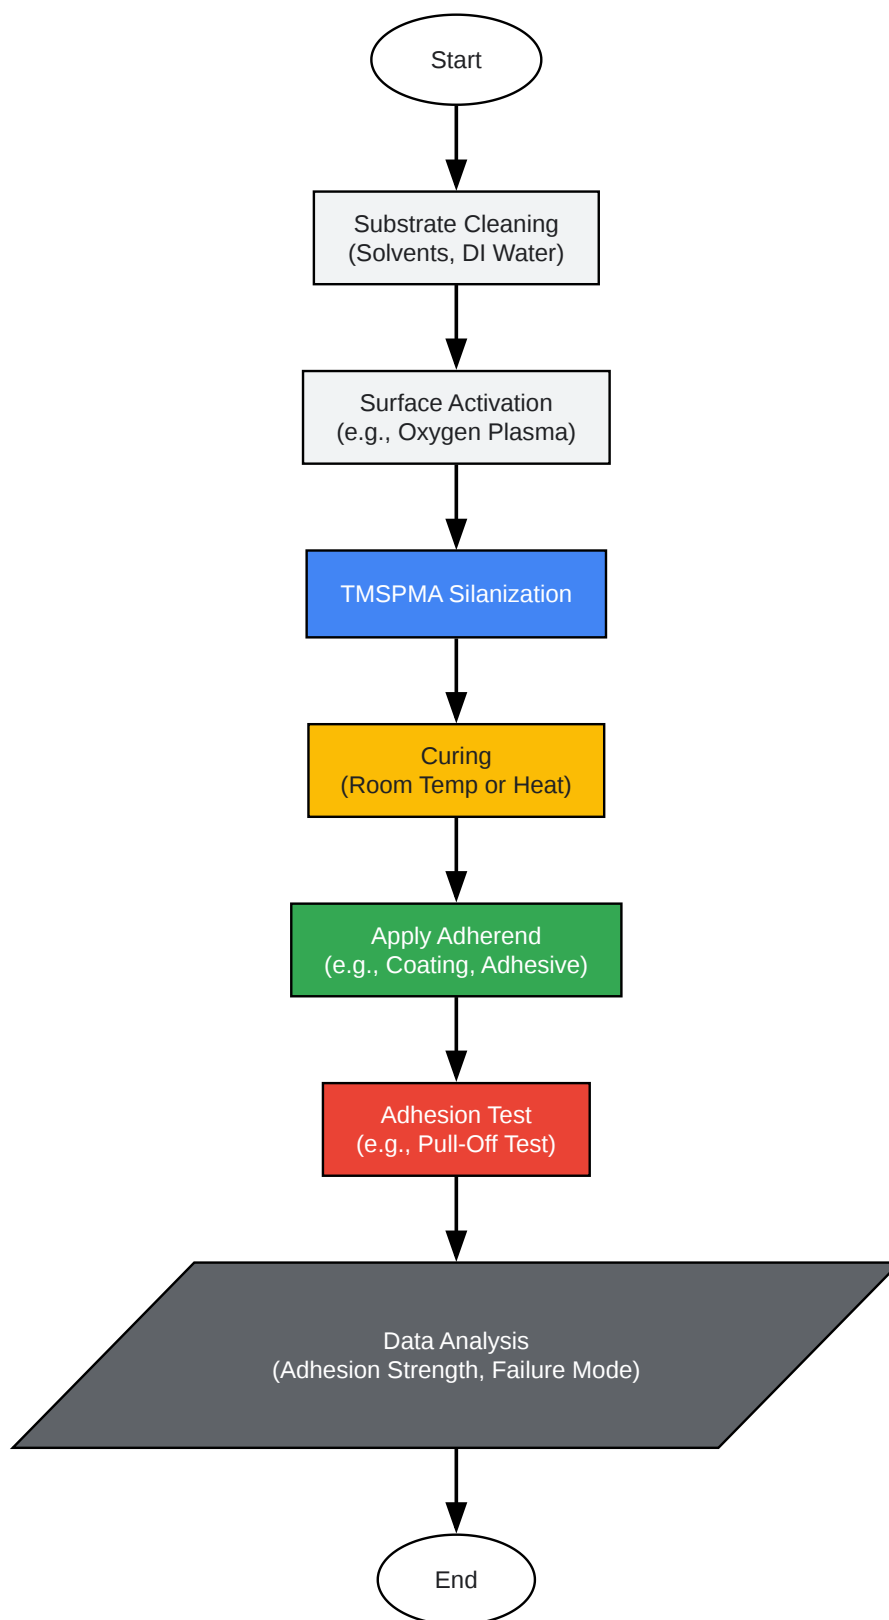 Start
Substrate Cleaning
(Solvents, DI Water)
Surface Activation
(e.g., Oxygen Plasma)
TMSPMA Silanization
Curing
(Room Temp or Heat)
Apply Adherend
(e.g., Coating, Adhesive)
Adhesion Test
(e.g., Pull-Off Test)
Data Analysis
(Adhesion Strength, Failure Mode)
End